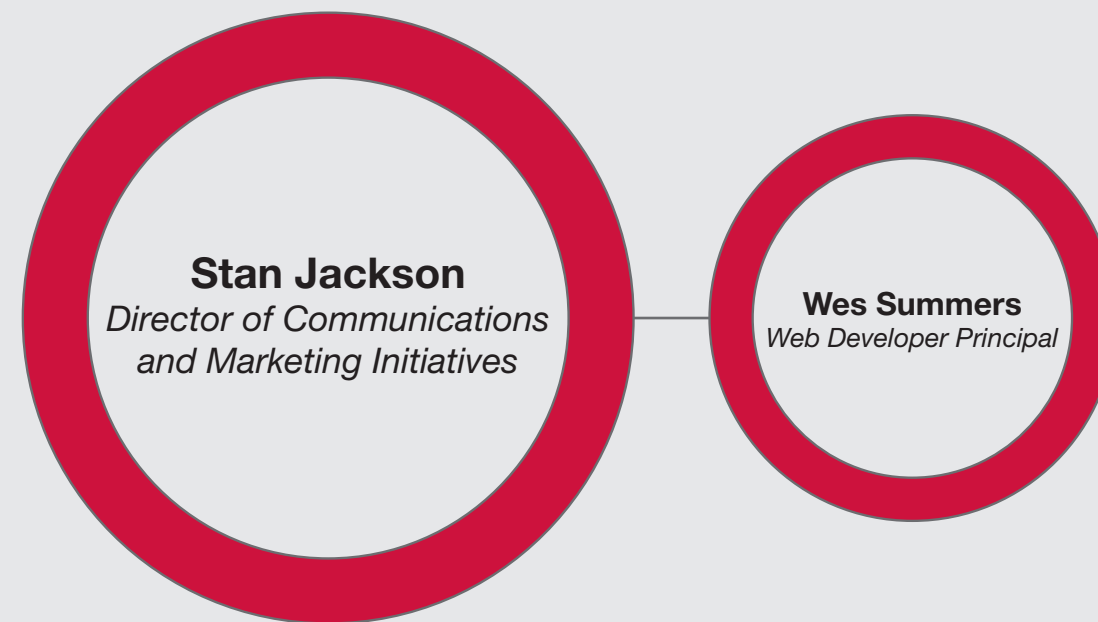 Stan Jackson
Director of Communications
and Marketing Initiatives
Wes Summers
Web Developer Principal